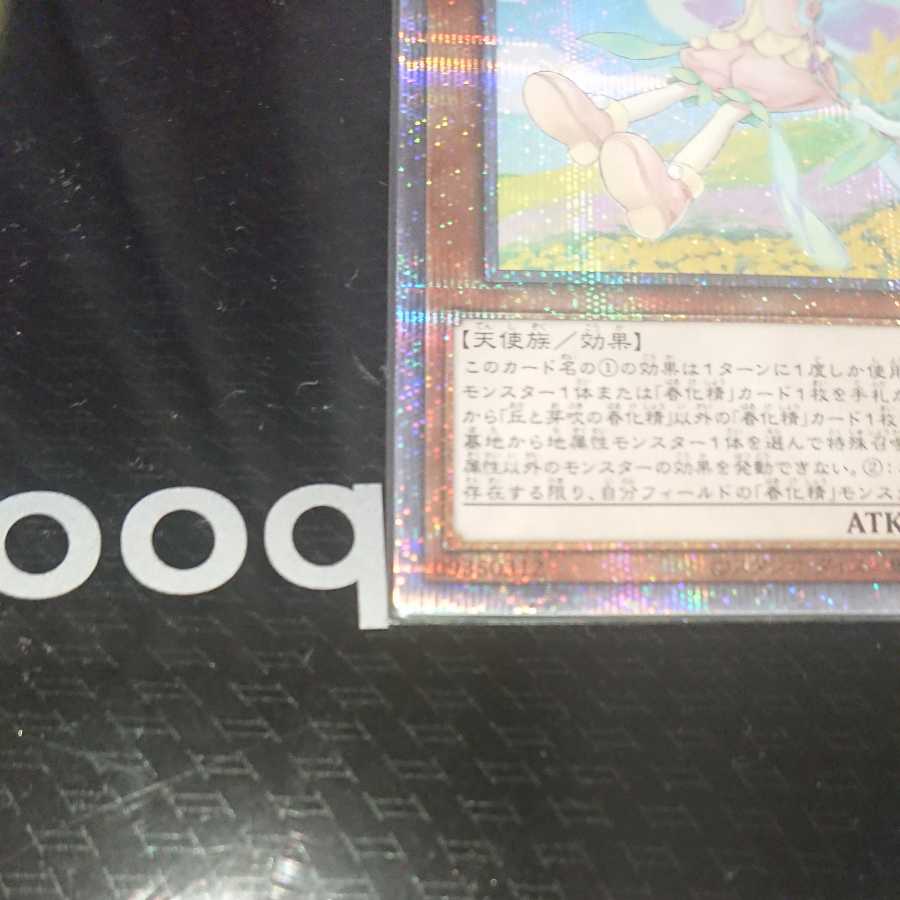 【天使族／効果】
このカード名の①の効果は1ターンに1度しか使用
モンスター1体または「春化精」カード1枚を手札か
から「丘と芽吹の春化精」以外の「春化精」カード1枚
墓地から地属性モンスター1体を選んで特殊召喚
属性以外のモンスターの効果を発動できない。②：
存在する限り、自分フィールドの「春化精」モンス
ATK
ooq